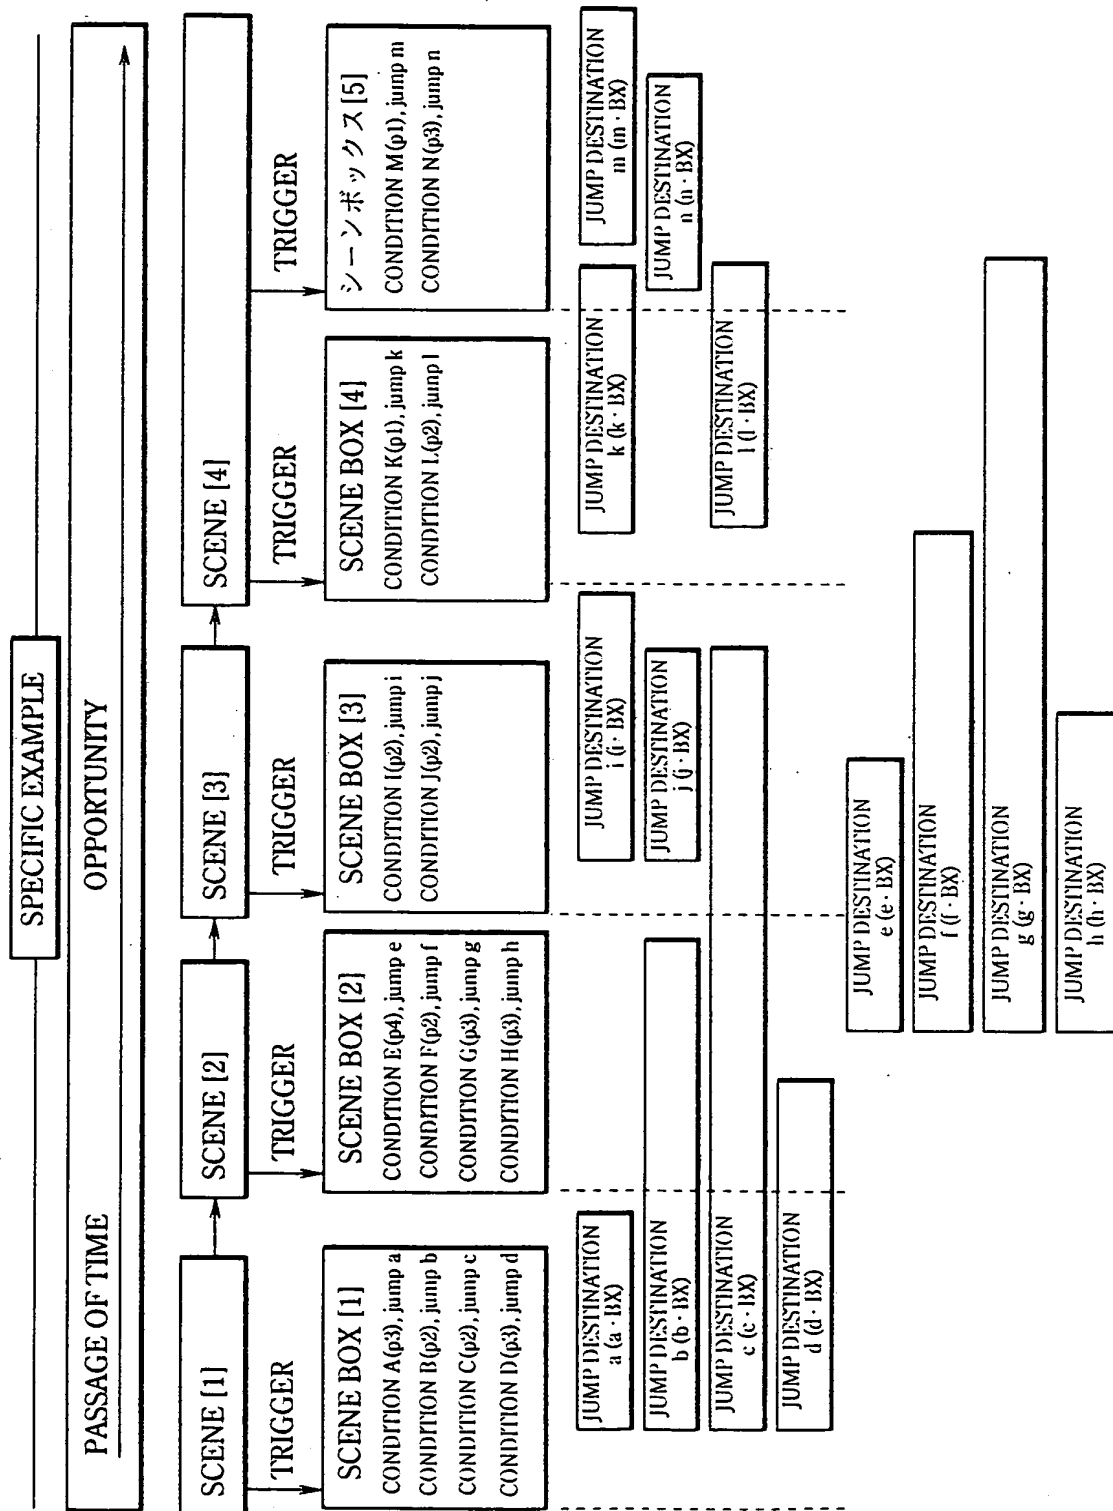 SPECIFIC EXAMPLE
PASSAGE OF TIME
OPPORTUNITY
SCENE [1]
SCENE [2]
SCENE [3]
SCENE [4]
TRIGGER
TRIGGER
TRIGGER
TRIGGER
TRIGGER
SCENE BOX [1]
CONDITION A(p3), jump a
CONDITION B(p2), jump b
CONDITION C(p2), jump c
CONDITION D(p3), jump d
SCENE BOX [2]
CONDITION E(p4), jump e
CONDITION F(p2), jump f
CONDITION G(p3), jump g
CONDITION H(p3), jump h
SCENE BOX [3]
CONDITION I(p2), jump i
CONDITION J(p2), jump j
SCENE BOX [4]
CONDITION K(p1), jump k
CONDITION L(p2), jump l
シーンボックス [5]
CONDITION M(p1), jump m
CONDITION N(p3), jump n
JUMP DESTINATION
a (a · BX)
JUMP DESTINATION
b (b · BX)
JUMP DESTINATION
c (c · BX)
JUMP DESTINATION
d (d · BX)
JUMP DESTINATION
e (e · BX)
JUMP DESTINATION
f (f · BX)
JUMP DESTINATION
g (g · BX)
JUMP DESTINATION
h (h · BX)
JUMP DESTINATION
i (i · BX)
JUMP DESTINATION
j (j · BX)
JUMP DESTINATION
k (k · BX)
JUMP DESTINATION
l (l · BX)
JUMP DESTINATION
m (m · BX)
JUMP DESTINATION
n (n · BX)